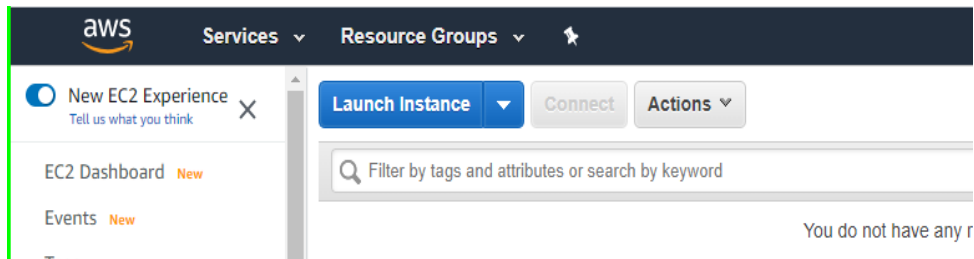 aws
Services
Resource Groups
New EC2 Experience
Tell us what you think
Launch Instance
Connect
Actions
EC2 Dashboard New
Filter by tags and attributes or search by keyword
Events New
You do not have any